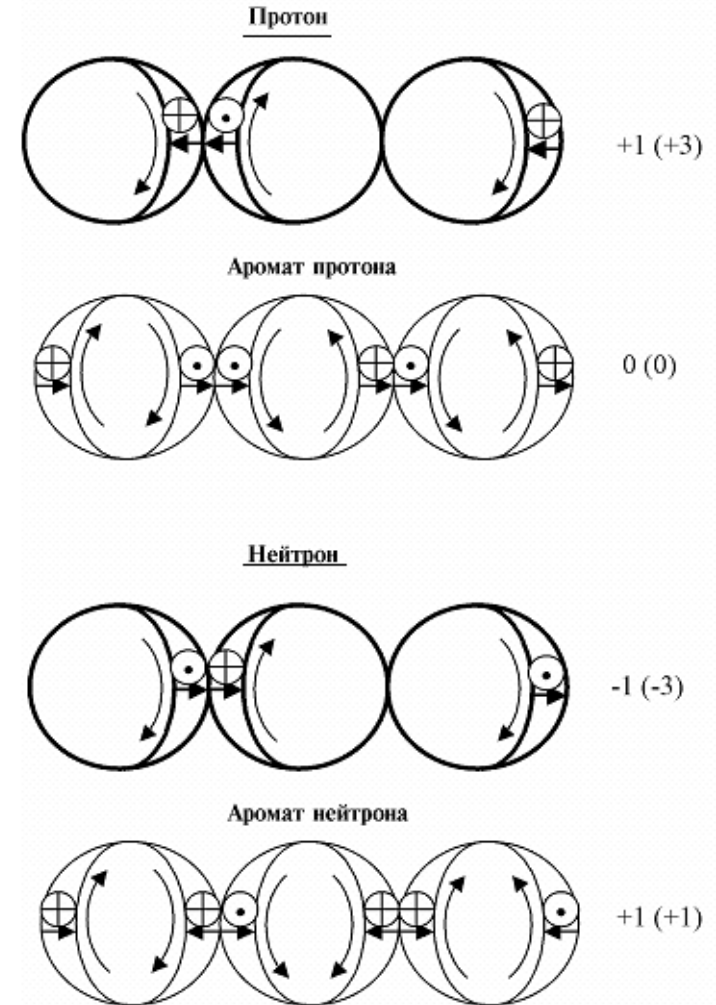 Протон
+1 (+3)
Аромат протона
0 (0)
Нейтрон
-1 (-3)
Аромат нейтрона
+1 (+1)